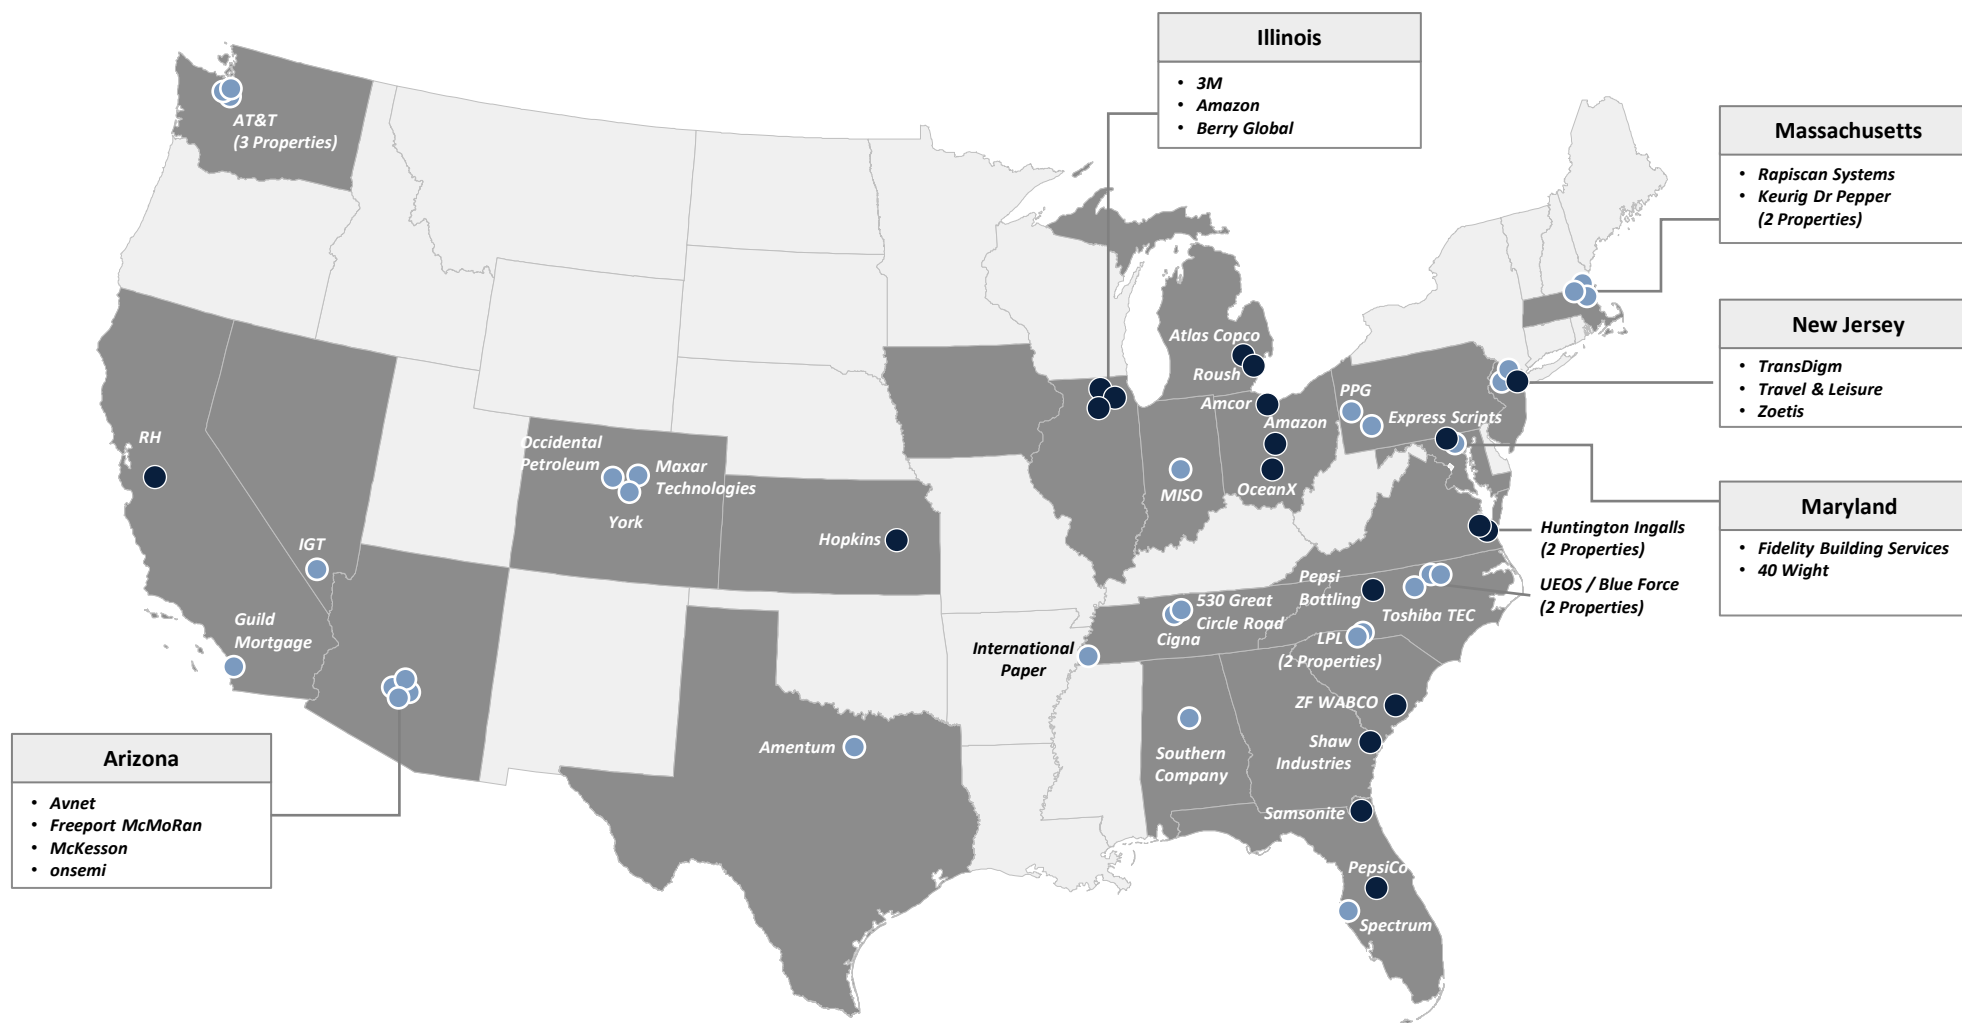 Illinois
• 3M
• Amazon
• Berry Global
Massachusetts
• Rapiscan Systems
• Keurig Dr Pepper
(2 Properties)
New Jersey
• TransDigm
• Travel & Leisure
• Zoetis
Maryland
• Fidelity Building Services
• 40 Wight
AT&T
(3 Properties)
Atlas Copco
Roush
Amcor
Amazon
OceanX
PPG
Express Scripts
RH
Occidental
Petroleum
Maxar
Technologies
York
MISO
Hopkins
IGT
Huntington Ingalls
(2 Properties)
UEOS / Blue Force
(2 Properties)
Pepsi
Bottling
Toshiba TEC
530 Great
Circle Road
Cigna
LPL
(2 Properties)
Guild
Mortgage
International
Paper
ZF WABCO
Shaw
Industries
Amentum
Southern
Company
Samsonite
PepsiCo
Spectrum
Arizona
• Avnet
• Freeport McMoRan
• McKesson
• onsemi